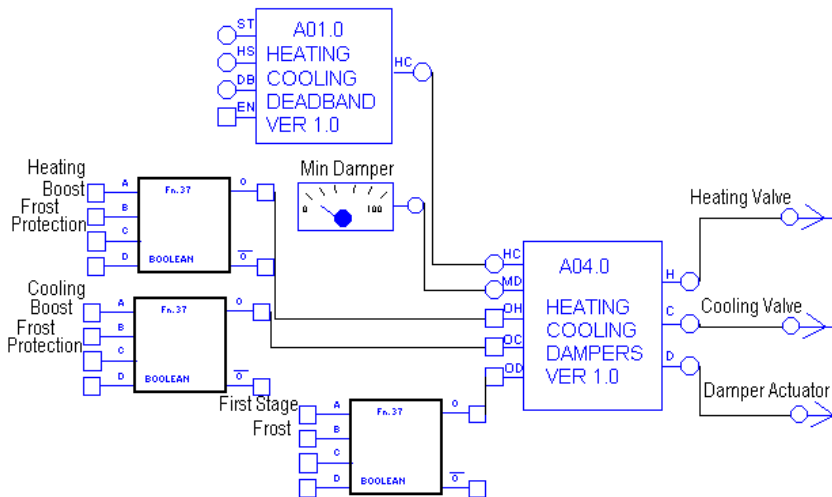 ST
HS
DB
EN
A01.0
HEATING
COOLING
DEADBAND
VER 1.0
HC
Heating
Boost
Frost
Protection
A
B
C
D
Fn.37
BOOLEAN
O
O
Min Damper
0
100
Cooling
Boost
Frost
Protection
A
B
C
D
Fn.37
BOOLEAN
O
O
First Stage
Frost
A
B
C
D
Fn.37
BOOLEAN
O
O
HC
MD
OH
OC
OD
A04.0
HEATING
COOLING
DAMPERS
VER 1.0
H
C
D
Heating Valve
Cooling Valve
Damper Actuator